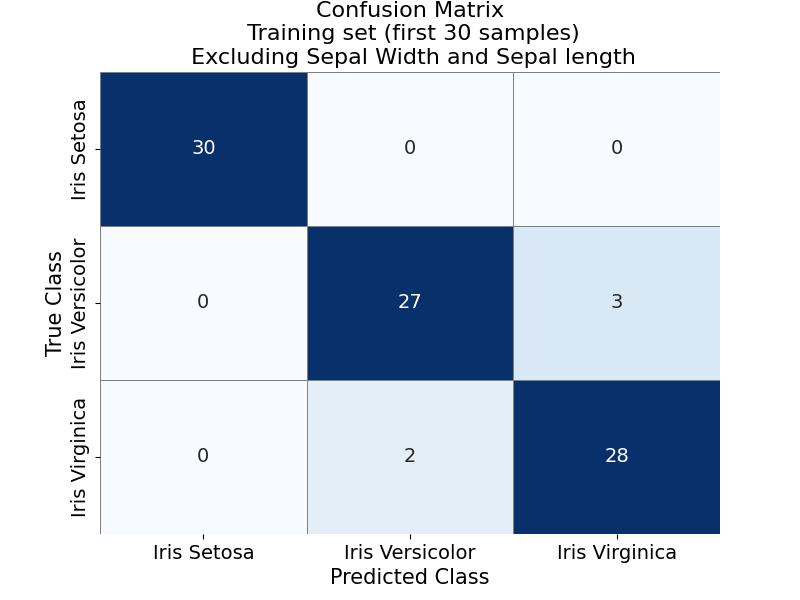 Confusion Matrix
Training set (first 30 samples)
Excluding Sepal Width and Sepal length
True Class
Iris Setosa
30
0
0
Iris Versicolor
0
27
3
Iris Virginica
0
2
28
Iris Setosa
Iris Versicolor
Iris Virginica
Predicted Class